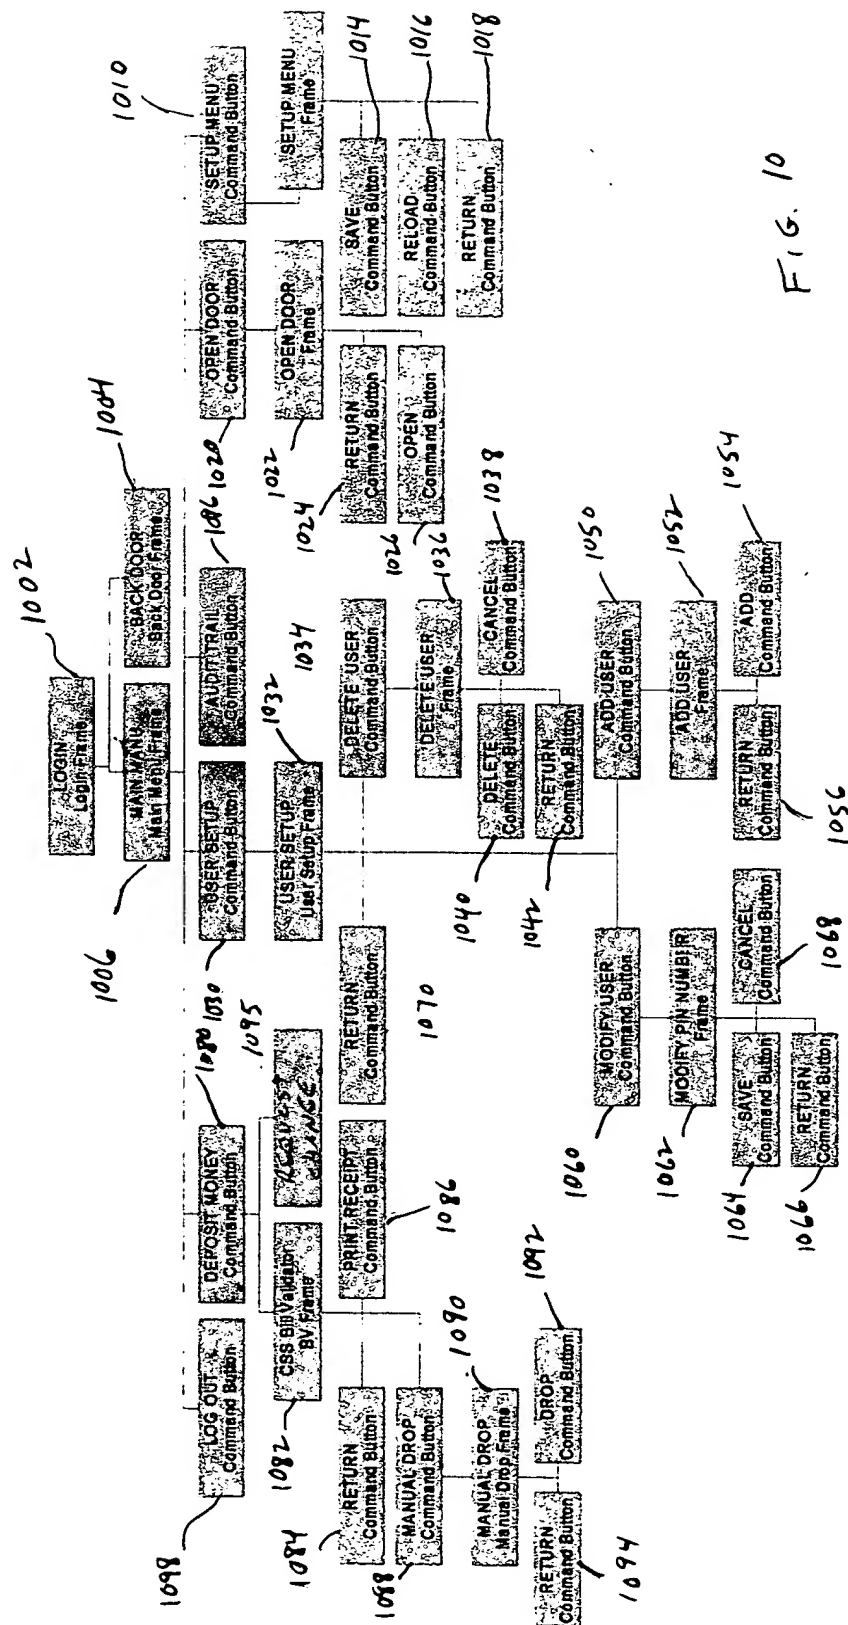 LOGIN
Login Frame
1002
MAIN MANU
Main Menu Frame
1006
BACK DOOR
Back Door Frame
1004
LOG OUT
Command Button
1098
DEPOSIT MONEY
Command Button
1080
USER SETUP
Command Button
1030
AUDIT TRAIL
Command Button
OPEN DOOR
Command Button
1020
SETUP MENU
Command Button
1010
CSS Bill Validator
BV Frame
1082
REQUEST
CHANGE
1095
USER SETUP
User Setup Frame
1032
OPEN DOOR
Frame
1022
SETUP MENU
Frame
RETURN
Command Button
1084
PRINT RECEIPT
Command Button
1086
RETURN
Command Button
1070
DELETE USER
Command Button
1034
RETURN
Command Button
1024
SAVE
Command Button
1014
MANUAL DROP
Command Button
1088
DELETE USER
Frame
1036
OPEN
Command Button
1026
RELOAD
Command Button
1016
MANUAL DROP
Manual Drop Frame
1090
DELETE
Command Button
1040
CANCEL
Command Button
1038
RETURN
Command Button
1018
RETURN
Command Button
1094
DROP
Command Button
1092
RETURN
Command Button
1042
MODIFY USER
Command Button
1060
ADD USER
Command Button
1050
MODIFY PIN NUMBER
Frame
1062
ADD USER
Frame
1052
SAVE
Command Button
1064
CANCEL
Command Button
1068
RETURN
Command Button
1056
ADD
Command Button
1054
RETURN
Command Button
1066
FIG. 10